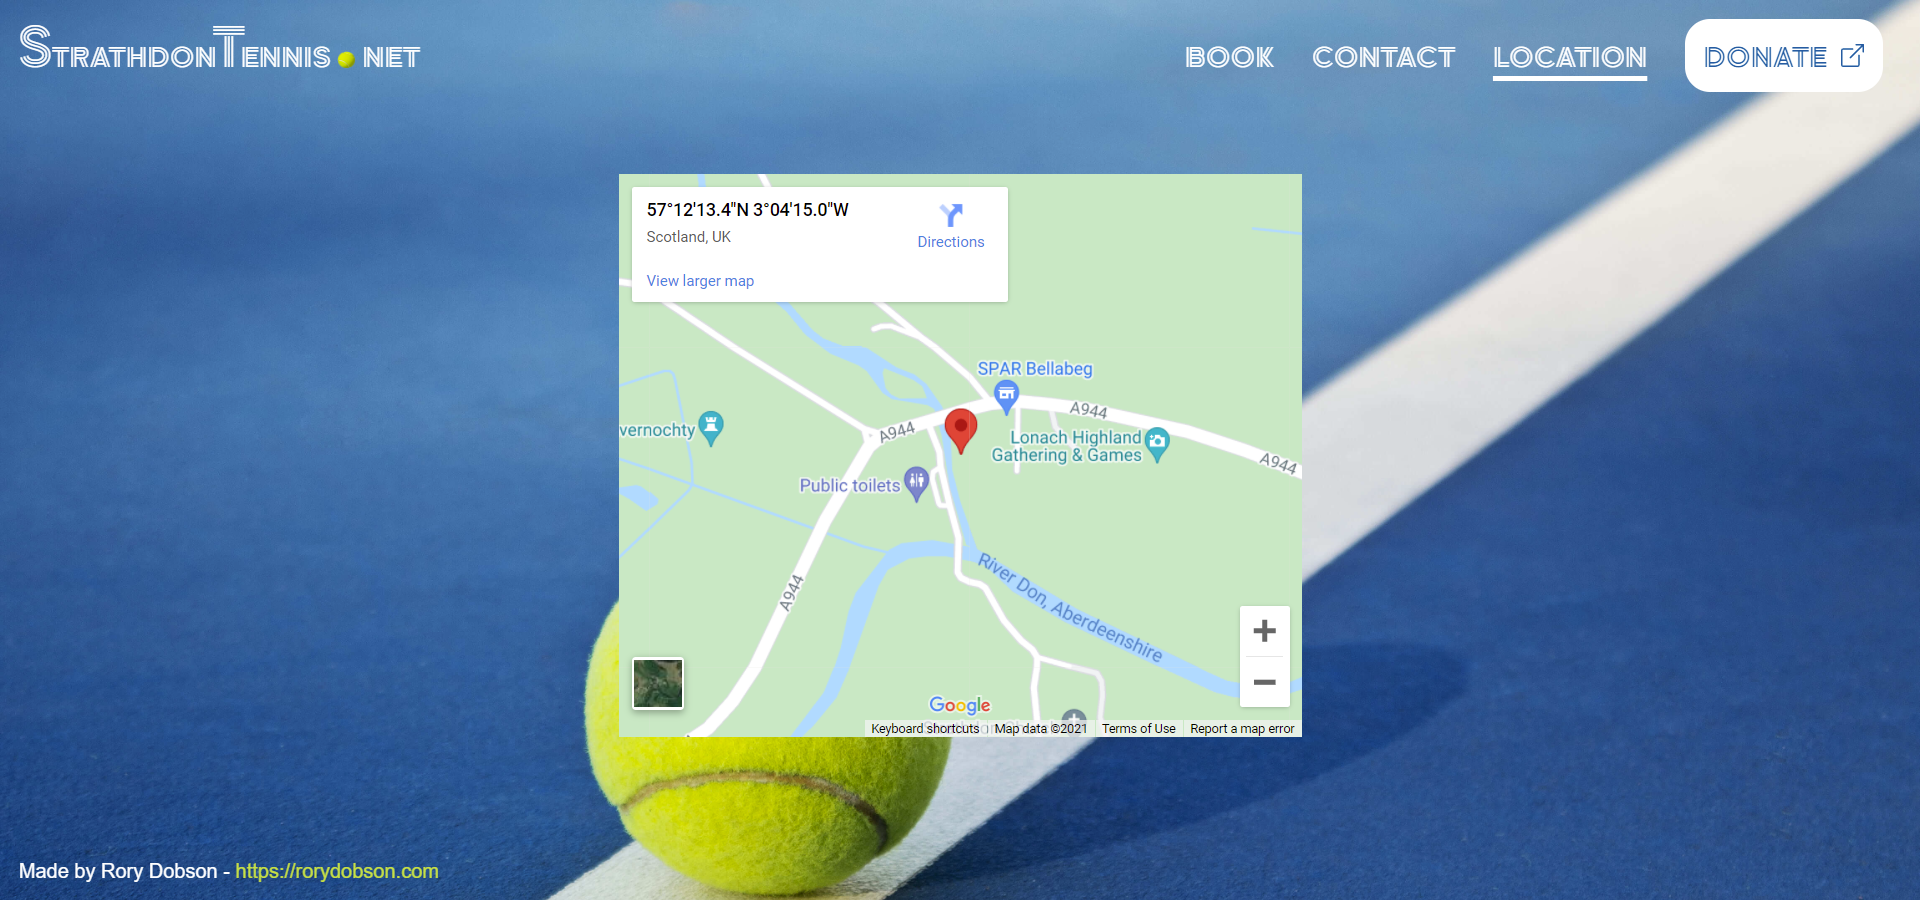 STRATHDONTENNIS.NET
BOOK
CONTACT
LOCATION
DONATE
57°12'13.4"N 3°04'15.0"W
Scotland, UK
Directions
View larger map
SPAR Bellabeg
A944
vernochty
A944
Lonach Highland
Gathering & Games
A944
Public toilets
River Don, Aberdeenshire
A944
Google
Keyboard shortcuts
Map data ©2021
Terms of Use
Report a map error
Made by Rory Dobson - https://rorydobson.com